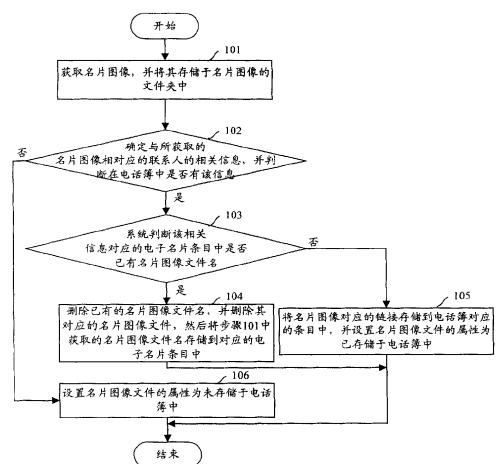 开始
101
获取名片图像，并将其存储于名片图像的
文件夹中
102
确定与所获取的
名片图像相对应的联系人的相关信息，并判
断在电话簿中是否有该信息
否
是
103
系统判断该相关
信息对应的电子名片条目中是否
已有名片图像文件名
否
是
104
删除已有的名片图像文件名，并删除其
对应的名片图像文件，然后将步骤101中
获取的名片图像文件名存储到对应的电
子名片条目中
105
将名片图像对应的链接存储到电话簿对应
的条目中，并设置名片图像文件的属性为
已存储于电话簿中
106
设置名片图像文件的属性为未存储于电话
簿中
结束